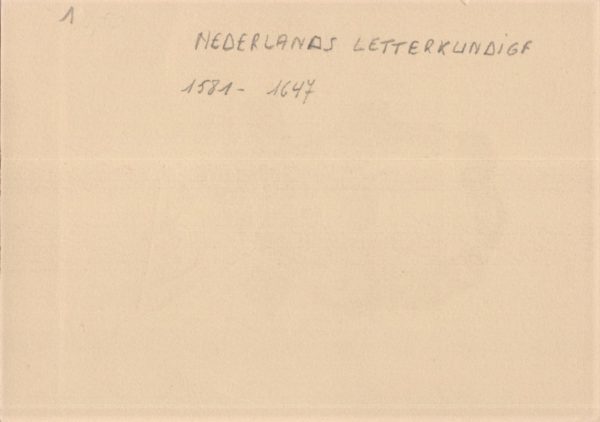 1
NEDERLANDS LETTERKUNDIGE
1581- 1647